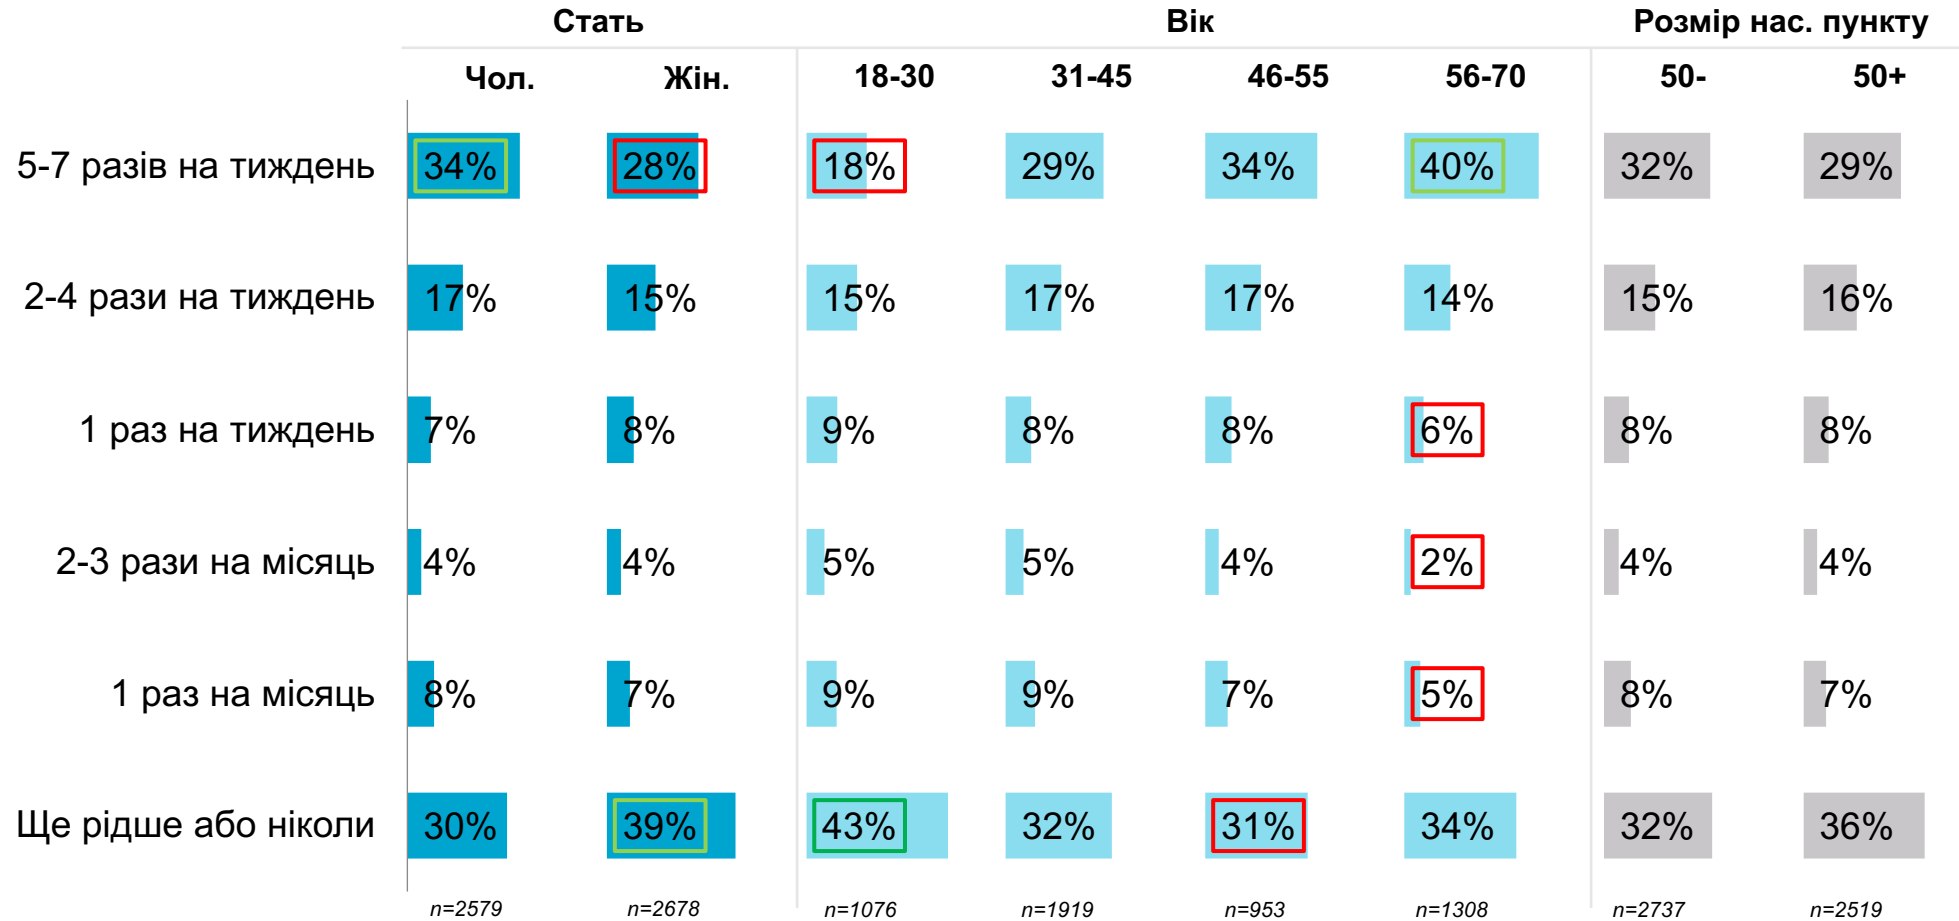 Стать Вік Розмір нас. пункту
Чол. Жін. 18-30 31-45 46-55 56-70 50- 50+
5-7 разів на тиждень 34% 28% 18% 29% 34% 40% 32% 29%
2-4 рази на тиждень 17% 15% 15% 17% 17% 14% 15% 16%
1 раз на тиждень 7% 8% 9% 8% 8% 6% 8% 8%
2-3 рази на місяць 4% 4% 5% 5% 4% 2% 4% 4%
1 раз на місяць 8% 7% 9% 9% 7% 5% 8% 7%
Ще рідше або ніколи 30% 39% 43% 32% 31% 34% 32% 36%
n=2579 n=2678 n=1076 n=1919 n=953 n=1308 n=2737 n=2519